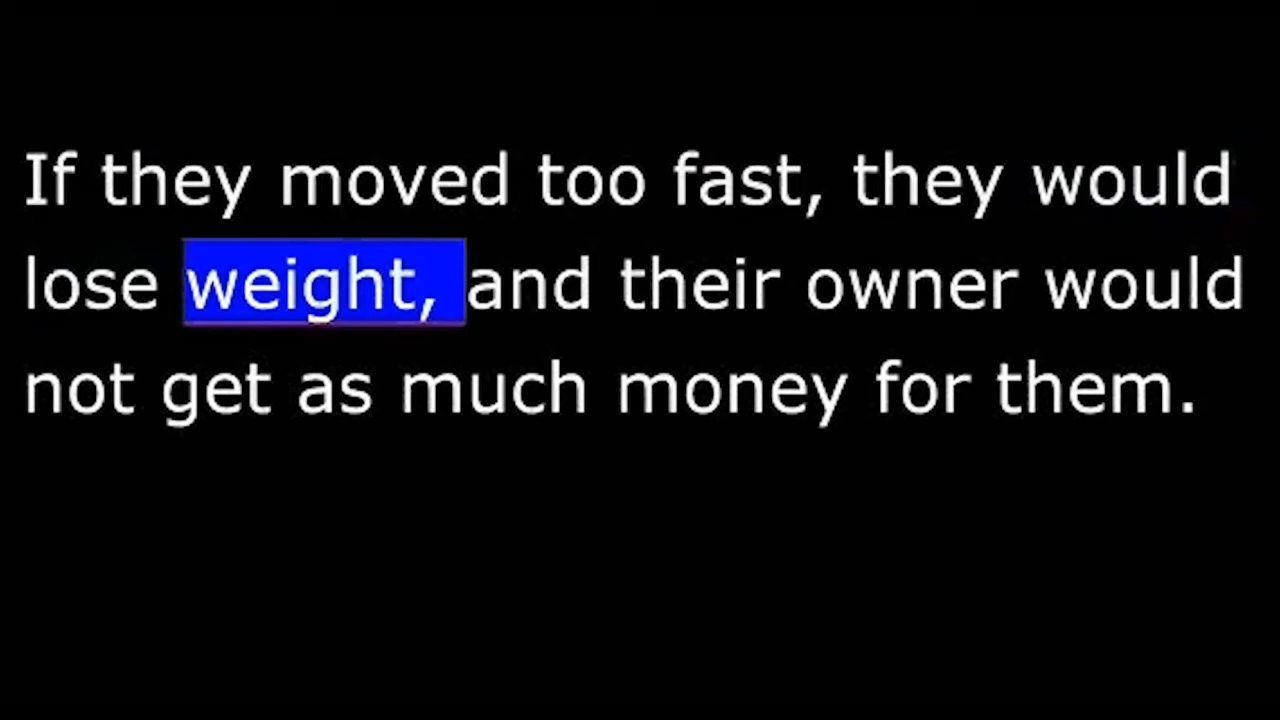 If they moved too fast, they would
lose weight, and their owner would
not get as much money for them.